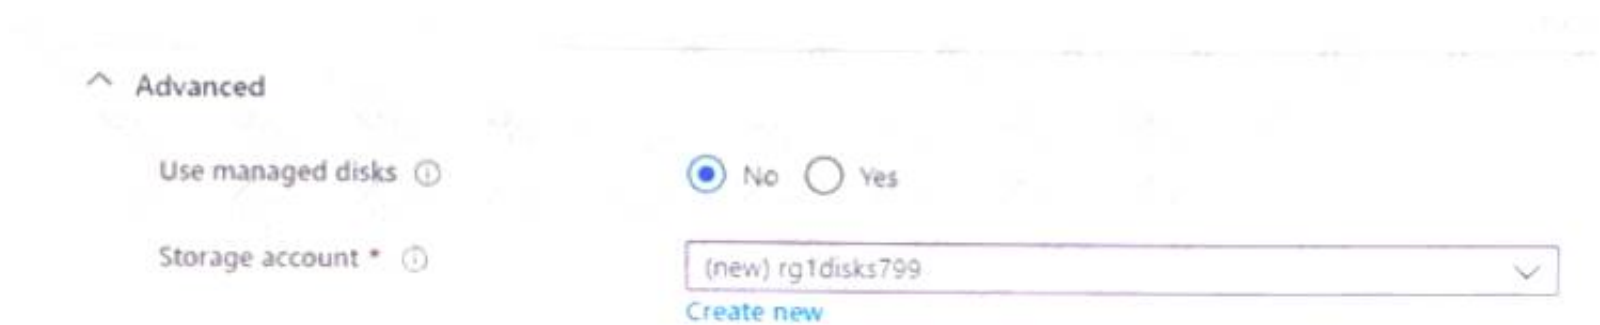 Advanced
Use managed disks No Yes
Storage account * (new) rg1disks799
Create new